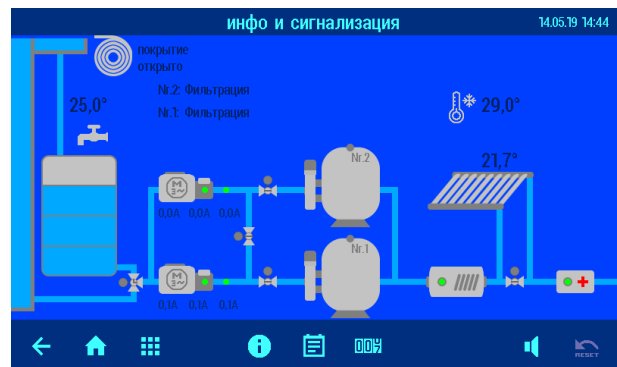 инфо и сигнализация
14.05.19 14:44
покрытие
открыто
Nr.2: Фильтрация
Nr.1: Фильтрация
25,0°
29,0°
21,7°
Nr.2
M
3~
0,0A 0,0A 0,0A
Nr.1
M
3~
0,1A 0,1A 0,1A
RESET